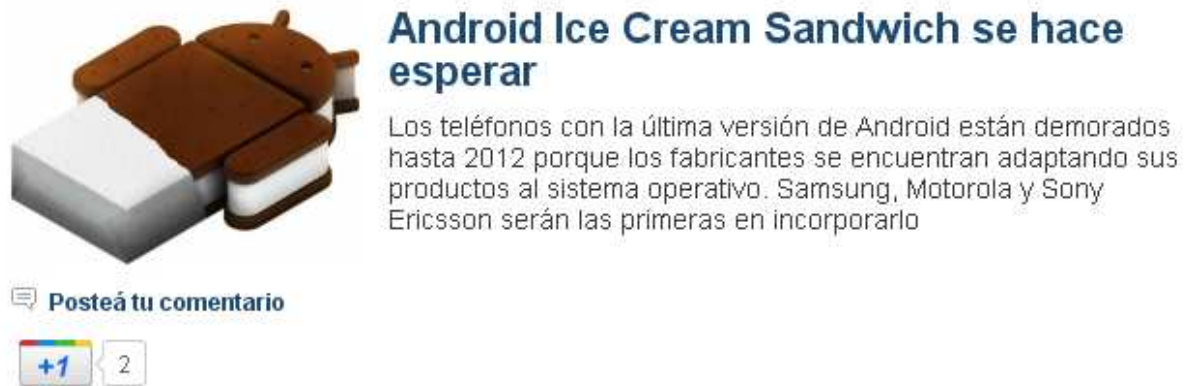 Android Ice Cream Sandwich se hace
esperar
Los teléfonos con la última versión de Android están demorados
hasta 2012 porque los fabricantes se encuentran adaptando sus
productos al sistema operativo. Samsung, Motorola y Sony
Ericsson serán las primeras en incorporarlo
Posteá tu comentario
+1 2